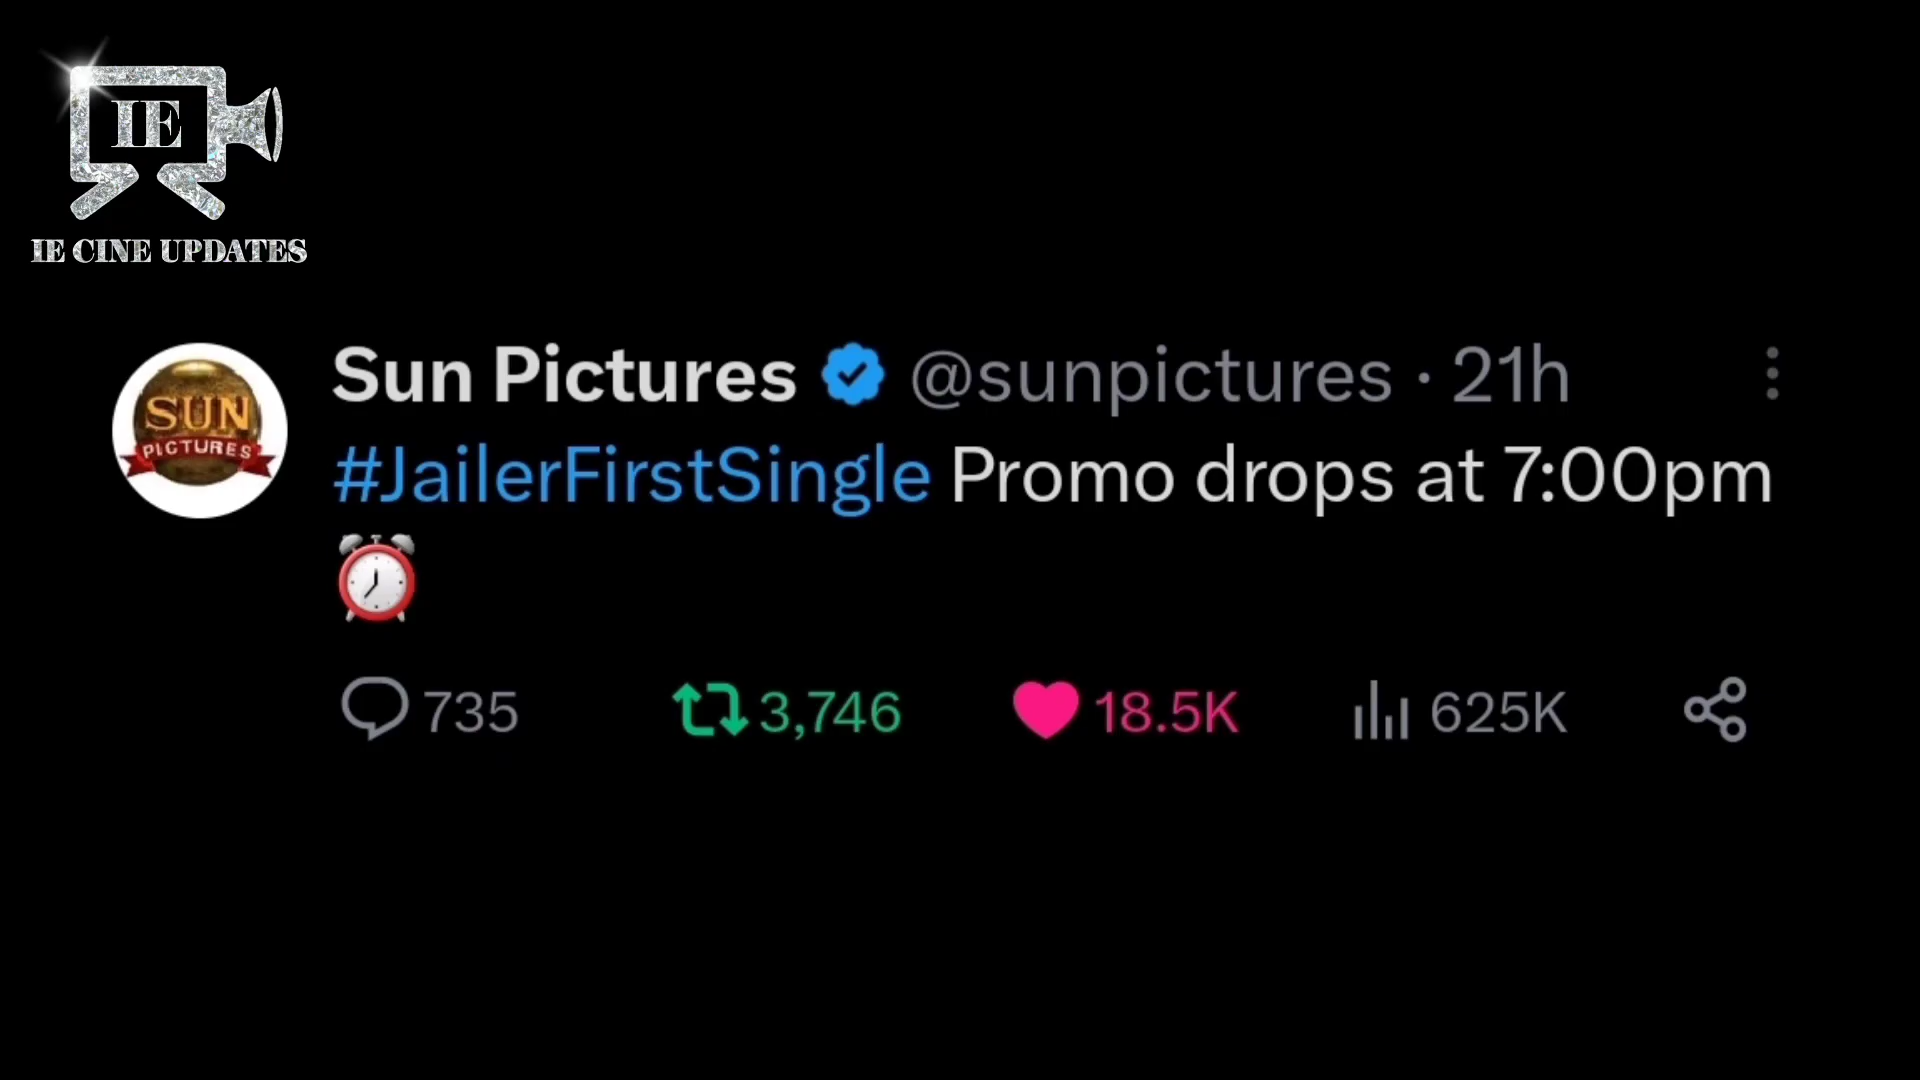 IE
IE CINE UPDATES
SUN
PICTURES
Sun Pictures @sunpictures · 21h
#JailerFirstSingle Promo drops at 7:00pm
⏰
735 3,746 18.5K 625K